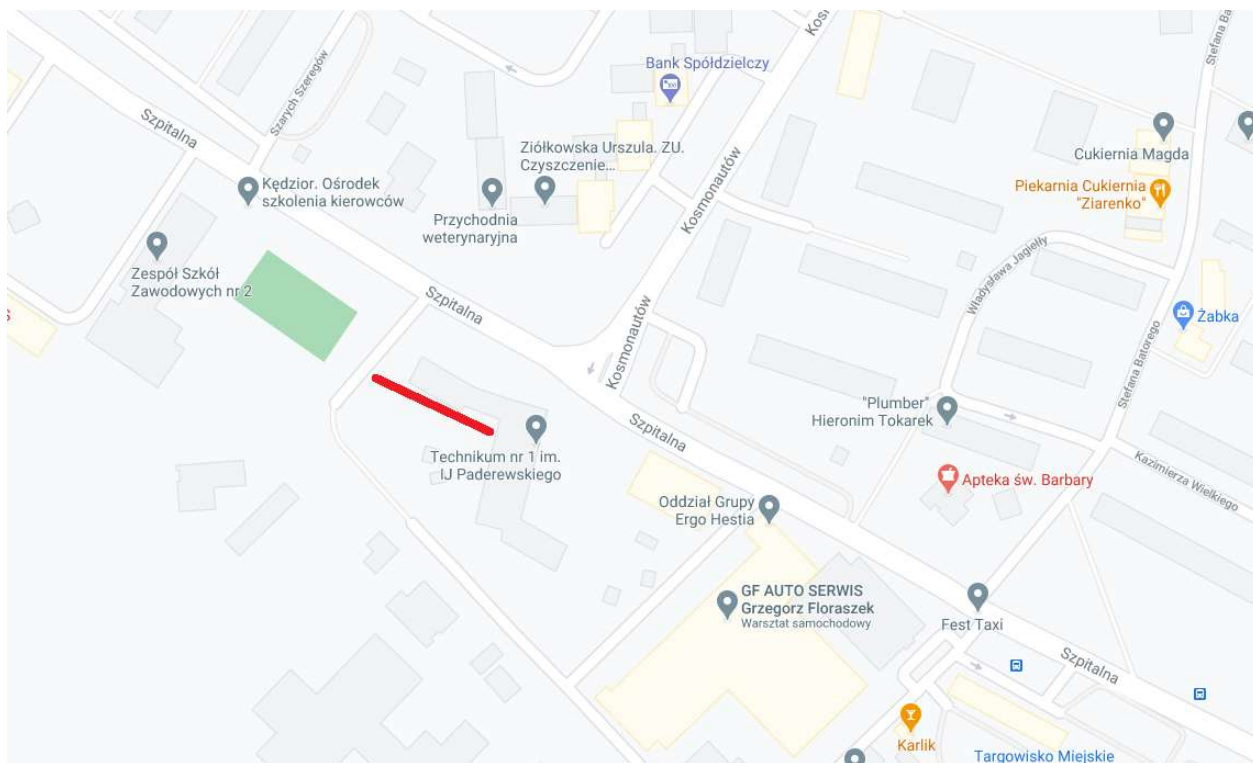 Kosmonautów
Stefana Ba
Bank Spółdzielczy
Szarych Szeregów
Szpitalna
Ziółkowska Urszula. ZU.
Czyszczenie...
Cukiernia Magda
Kędzior. Ośrodek
szkolenia kierowców
Kosmonautów
Piekarnia Cukiernia
"Ziarenko"
Przychodnia
weterynaryjna
Zespół Szkół
Zawodowych nr 2
Władysława Jagiełły
Szpitalna
S
Żabka
Kosmonautów
Stefana Batorego
"Plumber"
Hieronim Tokarek
Szpitalna
Technikum nr 1 im.
IJ Paderewskiego
Kazimierza Wielkiego
Apteka św. Barbary
Oddział Grupy
Ergo Hestia
GF AUTO SERWIS
Grzegorz Floraszek
Warsztat samochodowy
Fest Taxi
Szpitalna
Karlik
Targowisko Miejskie